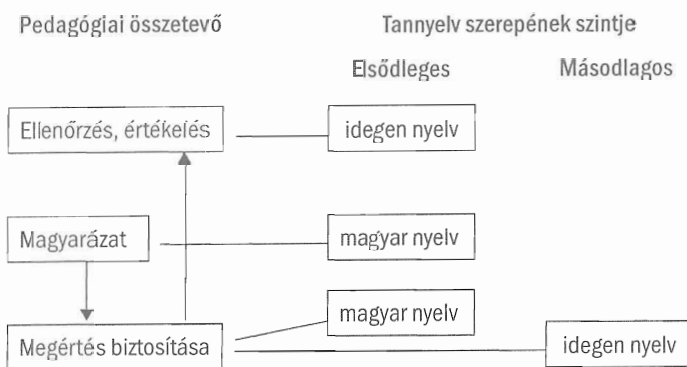 Pedagógiai összetevő
Tannyelv szerepének szintje
Elsődleges
Másodlagos
Ellenőrzés, értékelés
idegen nyelv
Magyarázat
magyar nyelv
magyar nyelv
Megértés biztosítása
idegen nyelv